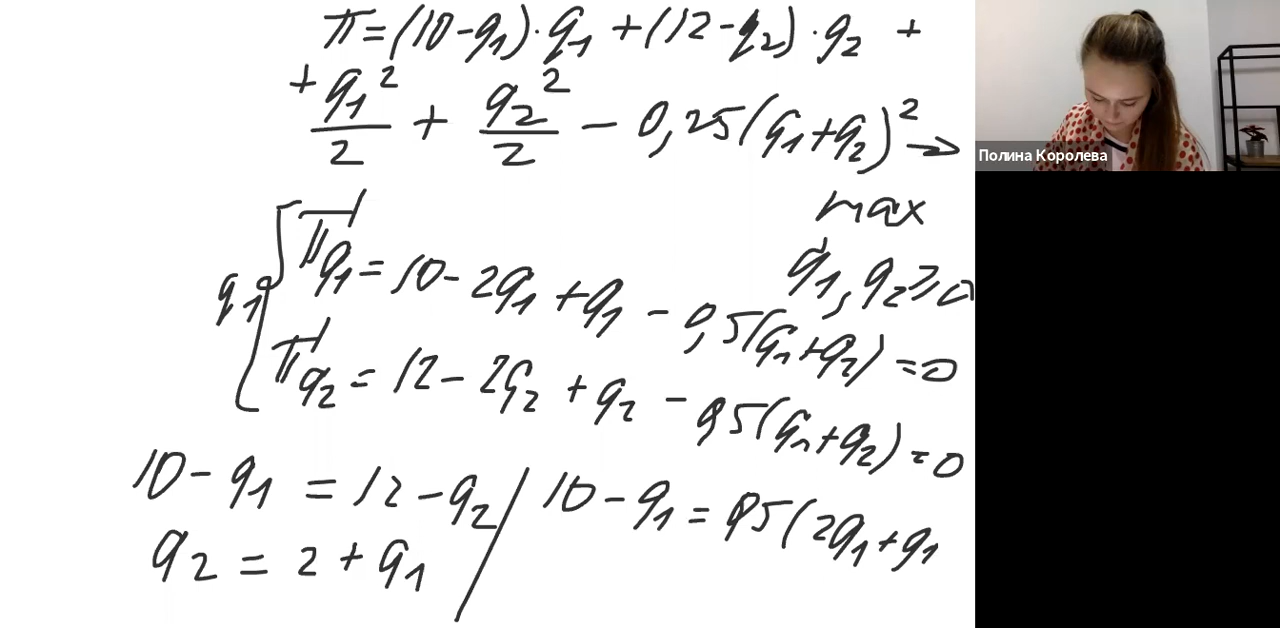 π=(10-q1)·q1+(12-q2)·q2 +
+ q1²/2 + q2²/2 - 0,25(q1+q2)² →
max
q1, q2 ≥ 0
π'q1 = 10-2q1+q1 - 0,5(q1+q2) = 0
q1
π'q2 = 12-2q2+q2 - 0,5(q1+q2) = 0
10-q1 = 12-q2 / 10-q1 = 0,5(2q1+q1
q2 = 2+q1
Полина Королева